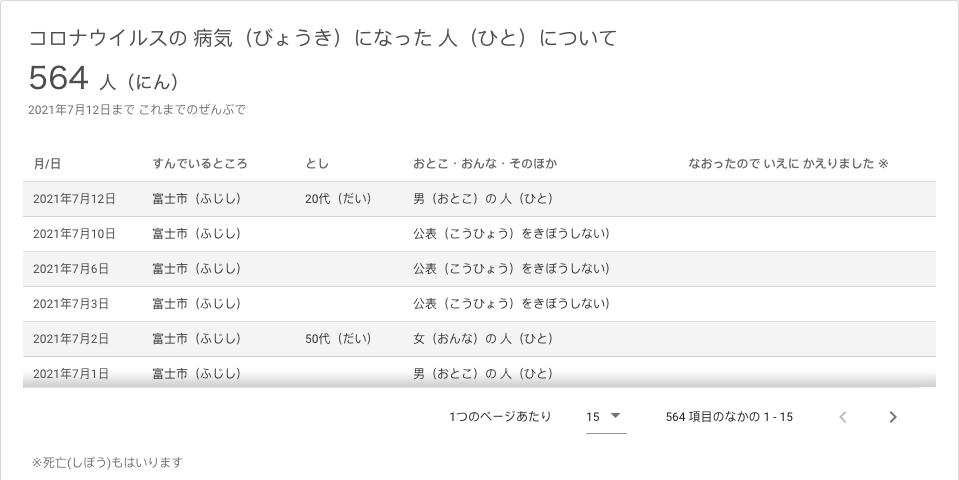 コロナウイルスの 病気（びょうき）になった 人（ひと）について
564 人（にん）
2021年7月12日まで これまでのぜんぶで
月/日 すんでいるところ とし おとこ・おんな・そのほか なおったので いえに かえりました ※
2021年7月12日 富士市（ふじし） 20代（だい） 男（おとこ）の 人（ひと）
2021年7月10日 富士市（ふじし） 公表（こうひょう）をきぼうしない）
2021年7月6日 富士市（ふじし） 公表（こうひょう）をきぼうしない）
2021年7月3日 富士市（ふじし） 公表（こうひょう）をきぼうしない）
2021年7月2日 富士市（ふじし） 50代（だい） 女（おんな）の 人（ひと）
2021年7月1日 富士市（ふじし） 男（おとこ）の 人（ひと）
1つのページあたり 15 564 項目のなかの 1 - 15
※死亡(しぼう)もはいります